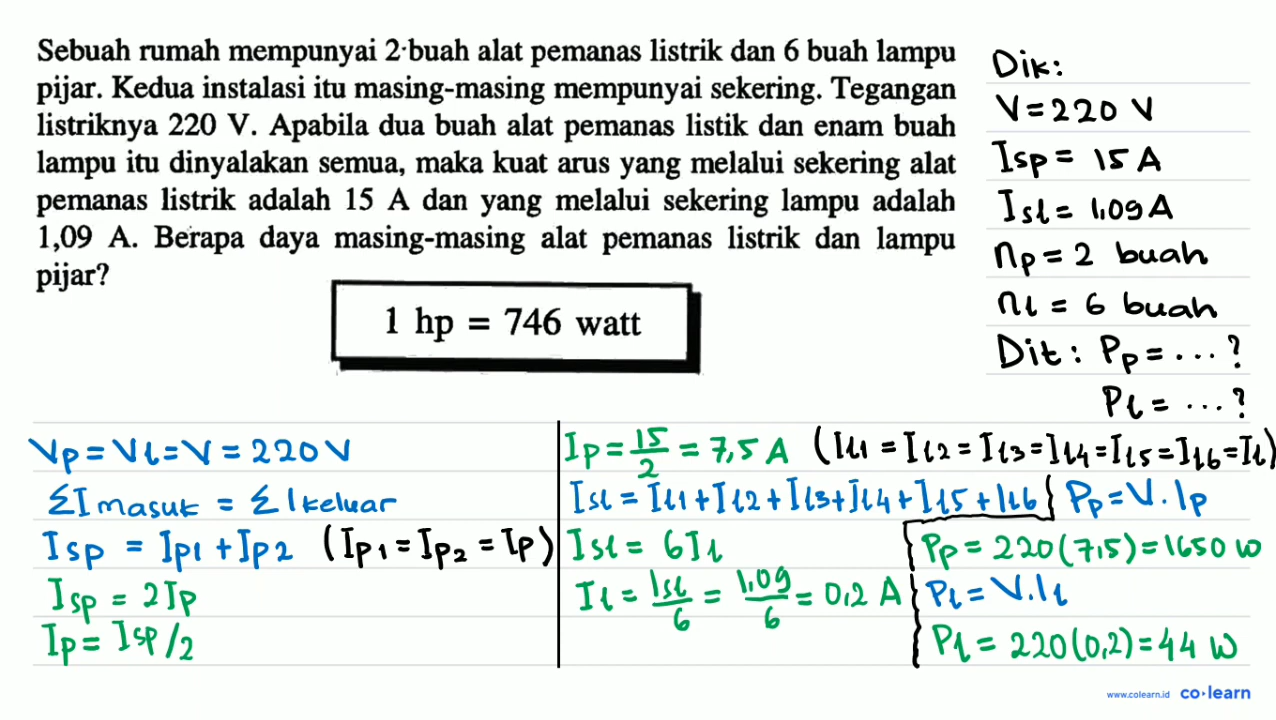 Sebuah rumah mempunyai 2 buah alat pemanas listrik dan 6 buah lampu
pijar. Kedua instalasi itu masing-masing mempunyai sekering. Tegangan
listriknya 220 V. Apabila dua buah alat pemanas listik dan enam buah
lampu itu dinyalakan semua, maka kuat arus yang melalui sekering alat
pemanas listrik adalah 15 A dan yang melalui sekering lampu adalah
1,09 A. Berapa daya masing-masing alat pemanas listrik dan lampu
pijar?
1 hp = 746 watt
Dik:
V = 220 V
Isp = 15 A
Isl = 1,09 A
np = 2 buah
nl = 6 buah
Dit : Pp = ... ?
Pl = ... ?
Vp = Vl = V = 220 V
ΣI masuk = ΣI keluar
Isp = Ip1 + Ip2 (Ip1 = Ip2 = Ip)
Isp = 2Ip
Ip = Isp/2
Ip = 15/2 = 7,5 A (Il1 = Il2 = Il3 = Il4 = Il5 = Il6 = Il)
Isl = Il1 + Il2 + Il3 + Il4 + Il5 + Il6
Isl = 6Il
Il = Isl/6 = 1,09/6 = 0,2 A
Pp = V . Ip
Pp = 220 (7,5) = 1650 W
Pl = V . Il
Pl = 220 (0,2) = 44 W
www.colearn.id co·learn